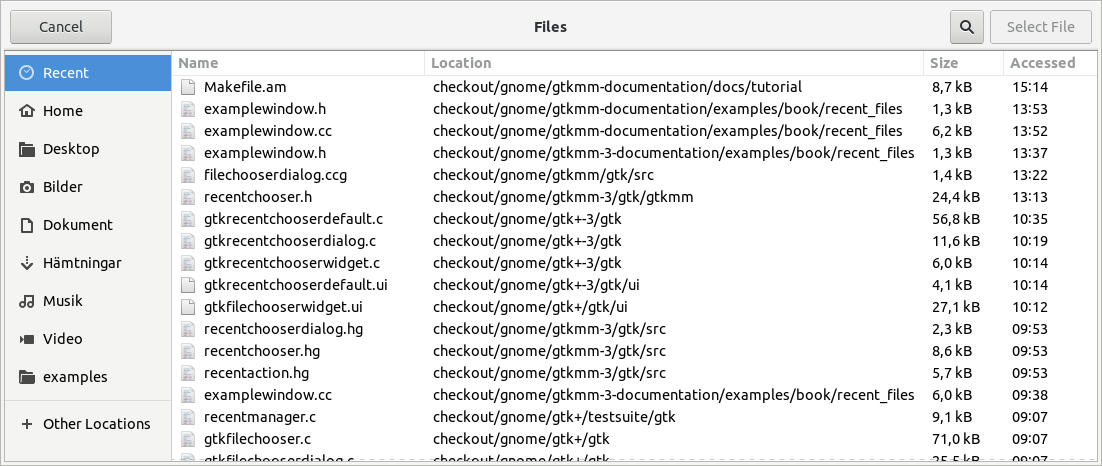 Cancel Files Select File
Recent
Home
Desktop
Bilder
Dokument
Hämtningar
Musik
Video
examples
Other Locations
Name Location Size Accessed
Makefile.am checkout/gnome/gtkmm-documentation/docs/tutorial 8,7 kB 15:14
examplewindow.h checkout/gnome/gtkmm-documentation/examples/book/recent_files 1,3 kB 13:53
examplewindow.cc checkout/gnome/gtkmm-documentation/examples/book/recent_files 6,2 kB 13:52
examplewindow.h checkout/gnome/gtkmm-3-documentation/examples/book/recent_files 1,3 kB 13:37
filechooserdialog.ccg checkout/gnome/gtkmm/gtk/src 1,4 kB 13:22
recentchooser.h checkout/gnome/gtkmm-3/gtk/gtkmm 24,4 kB 13:13
gtkrecentchooserdefault.c checkout/gnome/gtk+-3/gtk 56,8 kB 10:35
gtkrecentchooserdialog.c checkout/gnome/gtk+-3/gtk 11,6 kB 10:19
gtkrecentchooserwidget.c checkout/gnome/gtk+-3/gtk 6,0 kB 10:14
gtkrecentchooserdefault.ui checkout/gnome/gtk+-3/gtk/ui 4,1 kB 10:14
gtkfilechooserwidget.ui checkout/gnome/gtk+/gtk/ui 27,1 kB 10:12
recentchooserdialog.hg checkout/gnome/gtkmm-3/gtk/src 2,3 kB 09:53
recentchooser.hg checkout/gnome/gtkmm-3/gtk/src 8,6 kB 09:53
recentaction.hg checkout/gnome/gtkmm-3/gtk/src 5,7 kB 09:53
examplewindow.cc checkout/gnome/gtkmm-3-documentation/examples/book/recent_files 6,0 kB 09:38
recentmanager.c checkout/gnome/gtk+/testsuite/gtk 9,1 kB 09:07
gtkfilechooser.c checkout/gnome/gtk+/gtk 71,0 kB 09:07
gtkfilechooserdialog.c checkout/gnome/gtk+/gtk 25,5 kB 09:07